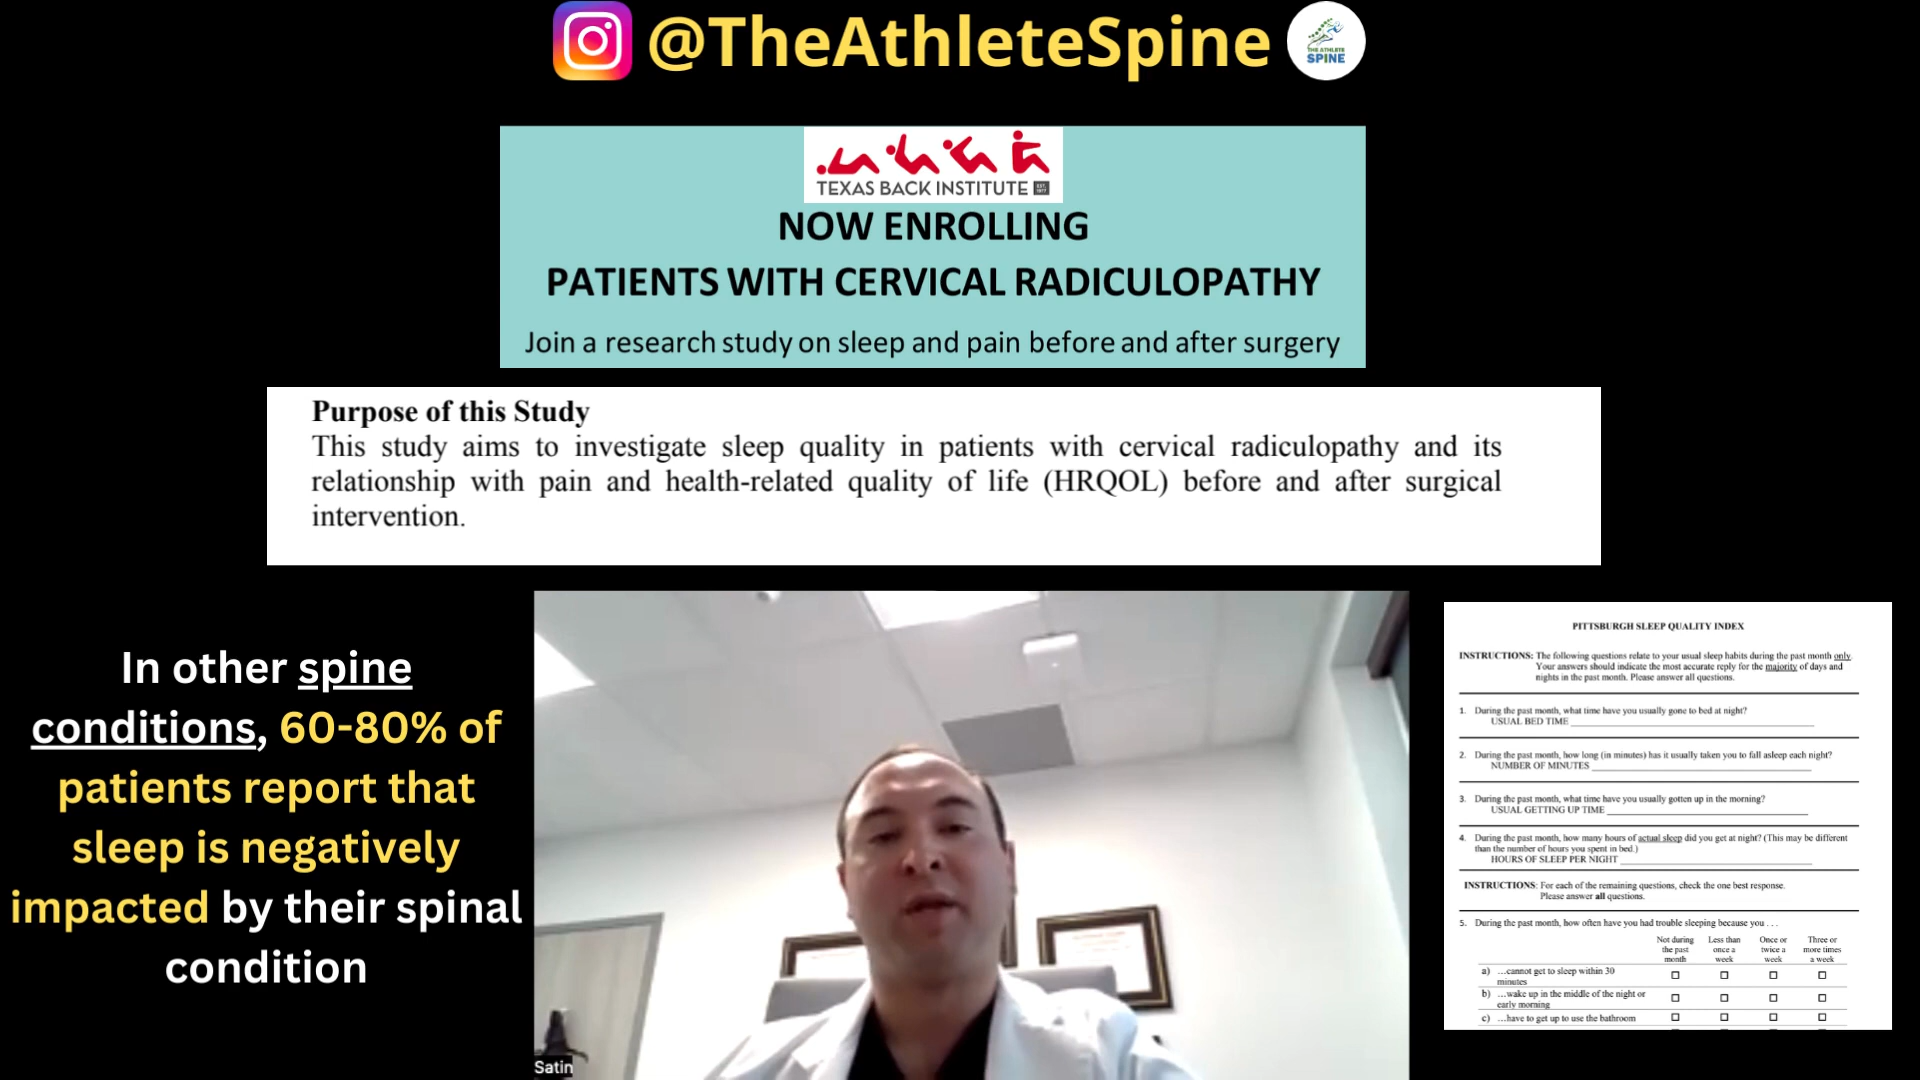 @TheAthleteSpine
THE ATHLETE
SPINE
TEXAS BACK INSTITUTE EST. 1977
NOW ENROLLING
PATIENTS WITH CERVICAL RADICULOPATHY
Join a research study on sleep and pain before and after surgery
Purpose of this Study
This study aims to investigate sleep quality in patients with cervical radiculopathy and its
relationship with pain and health-related quality of life (HRQOL) before and after surgical
intervention.
In other spine
conditions, 60-80% of
patients report that
sleep is negatively
impacted by their spinal
condition
Satin
PITTSBURGH SLEEP QUALITY INDEX
INSTRUCTIONS: The following questions relate to your usual sleep habits during the past month only.
Your answers should indicate the most accurate reply for the majority of days and
nights in the past month. Please answer all questions.
1. During the past month, what time have you usually gone to bed at night?
USUAL BED TIME
2. During the past month, how long (in minutes) has it usually taken you to fall asleep each night?
NUMBER OF MINUTES
3. During the past month, what time have you usually gotten up in the morning?
USUAL GETTING UP TIME
4. During the past month, how many hours of actual sleep did you get at night? (This may be different
than the number of hours you spent in bed.)
HOURS OF SLEEP PER NIGHT
INSTRUCTIONS: For each of the remaining questions, check the one best response.
Please answer all questions.
5. During the past month, how often have you had trouble sleeping because you . . .
Not during Less than Once or Three or
the past once a twice a more times
month week week a week
a) ...cannot get to sleep within 30
minutes
b) ...wake up in the middle of the night or
early morning
c) ...have to get up to use the bathroom